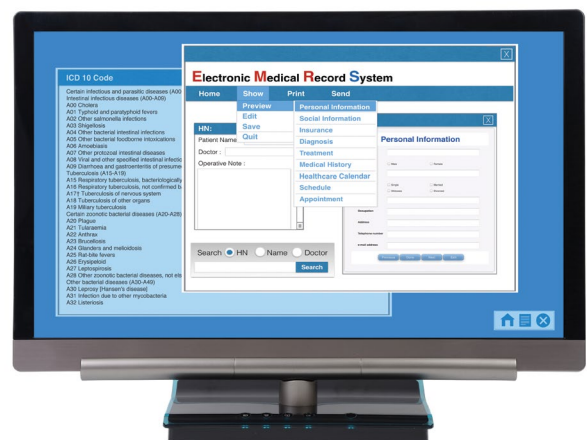 ICD 10 Code
Certain infectious and parasitic diseases (A00
Intestinal infectious diseases (A00-A09)
A00 Cholera
A01 Typhoid and paratyphoid fevers
A02 Other salmonella infections
A03 Shigellosis
A04 Other bacterial intestinal infections
A05 Other bacterial foodborne intoxications
A06 Amoebiasis
A07 Other protozoal intestinal diseases
A08 Viral and other specified intestinal infectio
A09 Diarrhoea and gastroenteritis of presume
Tuberculosis (A15-A19)
A15 Respiratory tuberculosis, bacteriologically
A16 Respiratory tuberculosis, not confirmed b
A17† Tuberculosis of nervous system
A18 Tuberculosis of other organs
A19 Miliary tuberculosis
Certain zoonotic bacterial diseases (A20-A28)
A20 Plague
A21 Tularaemia
A22 Anthrax
A23 Brucellosis
A24 Glanders and melioidosis
A25 Rat-bite fevers
A26 Erysipeloid
A27 Leptospirosis
A28 Other zoonotic bacterial diseases, not els
Other bacterial diseases (A30-A49)
A30 Leprosy [Hansen's disease]
A31 Infection due to other mycobacteria
A32 Listeriosis
X
Electronic Medical Record System
Home Show Print Send
Preview
Edit
Save
Quit
Personal Information
Social Information
Insurance
Diagnosis
Treatment
Medical History
Healthcare Calendar
Schedule
Appointment
HN:
Patient Name
Doctor :
Operative Note :
Search HN Name Doctor
Search
X
Personal Information
Occupation
Address
Telephone number
e-mail address